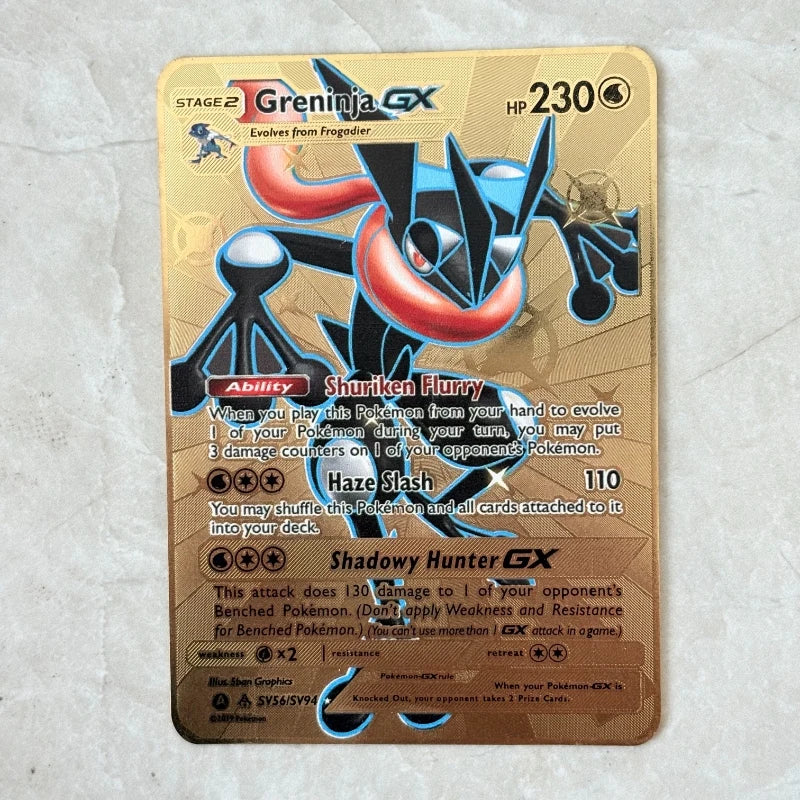 STAGE 2 Greninja GX HP 230
Evolves from Frogadier
Ability Shuriken Flurry
When you play this Pokémon from your hand to evolve
1 of your Pokémon during your turn, you may put
3 damage counters on 1 of your opponent's Pokémon.
Haze Slash 110
You may shuffle this Pokémon and all cards attached to it
into your deck.
Shadowy Hunter GX
This attack does 130 damage to 1 of your opponent's
Benched Pokémon. (Don't apply Weakness and Resistance
for Benched Pokémon.) (You can't use more than 1 GX attack in a game.)
weakness ×2 resistance retreat
Illus. 5ban Graphics
Pokémon-GX rule
When your Pokémon-GX is
Knocked Out, your opponent takes 2 Prize Cards.
A SV56/SV94
©2019 Pokémon